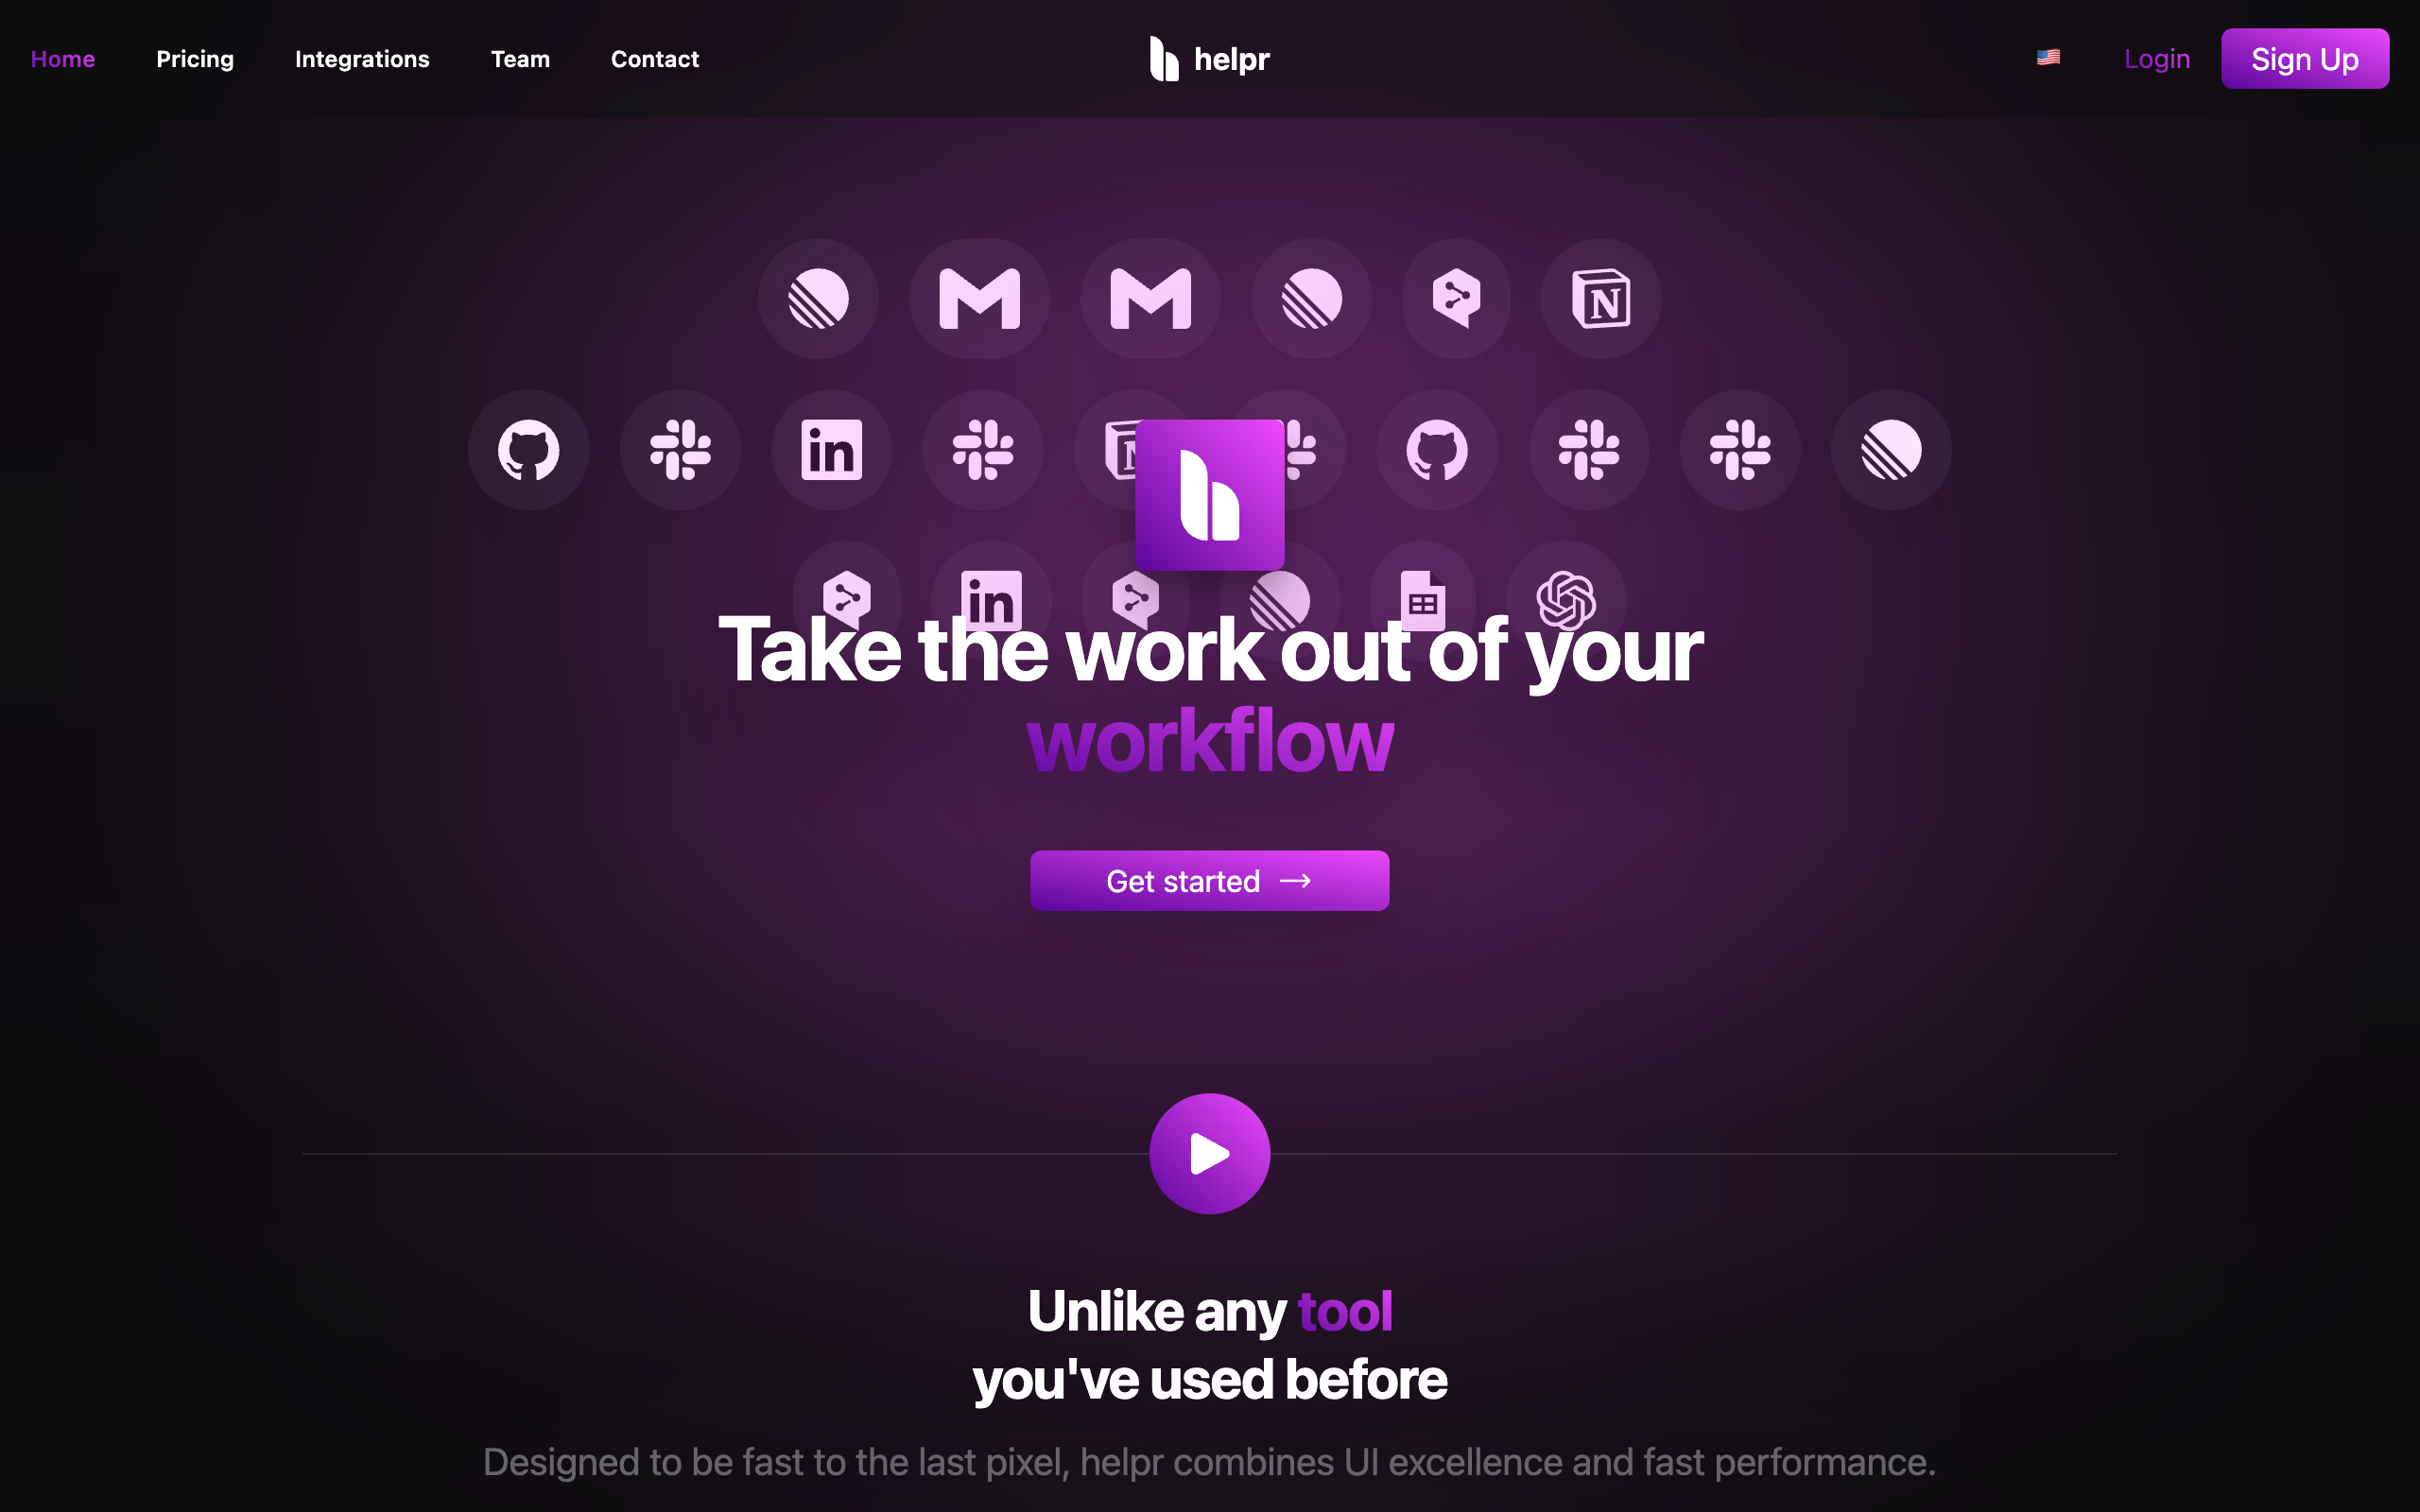 Home Pricing Integrations Team Contact helpr Login Sign Up
Take the work out of your
workflow
Get started →
Unlike any tool
you've used before
Designed to be fast to the last pixel, helpr combines UI excellence and fast performance.